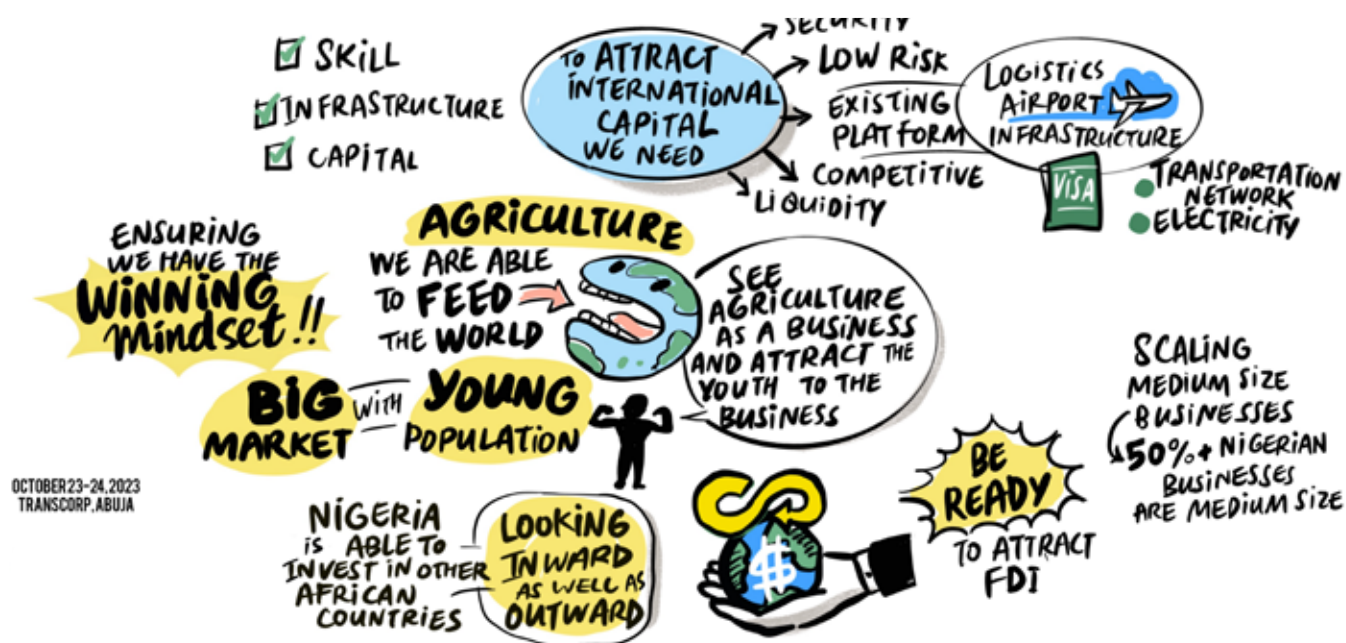 SKILL
INFRASTRUCTURE
CAPITAL
TO ATTRACT
INTERNATIONAL
CAPITAL
WE NEED
SECURITY
LOW RISK
EXISTING
PLATFORM
COMPETITIVE
LIQUIDITY
LOGISTICS
AIRPORT
INFRASTRUCTURE
VISA
TRANSPORTATION
NETWORK
ELECTRICITY
ENSURING
WE HAVE THE
WINNING
mindset!!
AGRICULTURE
WE ARE ABLE
TO FEED
THE WORLD
SEE
AGRICULTURE
AS A BUSINESS
AND ATTRACT THE
YOUTH TO THE
BUSINESS
BIG
MARKET
WITH
YOUNG
POPULATION
SCALING
MEDIUM SIZE
BUSINESSES
50%+ NIGERIAN
BUSINESSES
ARE MEDIUM SIZE
OCTOBER 23-24, 2023
TRANSCORP, ABUJA
NIGERIA
is ABLE TO
INVEST IN OTHER
AFRICAN
COUNTRIES
LOOKING
INWARD
AS WELL AS
OUTWARD
$
BE
READY
TO ATTRACT
FDI